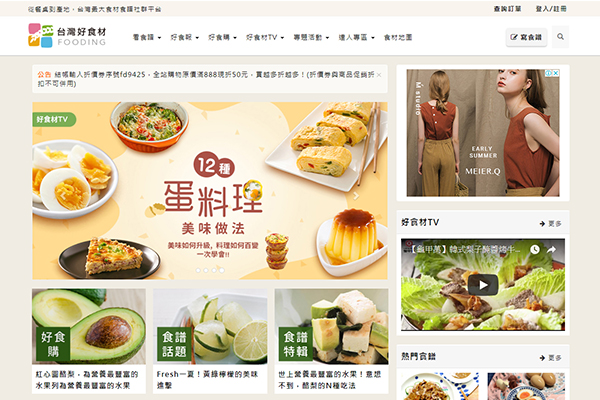 從餐桌到產地，台灣最大食材食譜社群平台
查詢訂單 登入/註冊
台灣好食材
FOODING
看食譜 好食報 好食購 好食材TV 專題活動 達人專區 食材地圖
寫食譜
公告 結帳輸入折價券序號fd9425，全站購物原價滿888現折50元，買越多折越多！(折價券與商品促銷折
扣不可併用)
好食材TV
12種
蛋料理
美味做法
美味如何升級，料理如何百變
一次學會!!
M'studio
EARLY
SUMMER
MEIER.Q
好食材TV
更多
【龜甲萬】韓式梨子醃醬燒牛...
好食購
紅心圓酪梨，為營養最豐富的
水果列為營養最豐富的水果
食譜話題
Fresh一夏！黃綠檸檬的美味
進擊
食譜特輯
世上營養最豐富的水果！意想
不到，酪梨的N種吃法
熱門食譜
更多